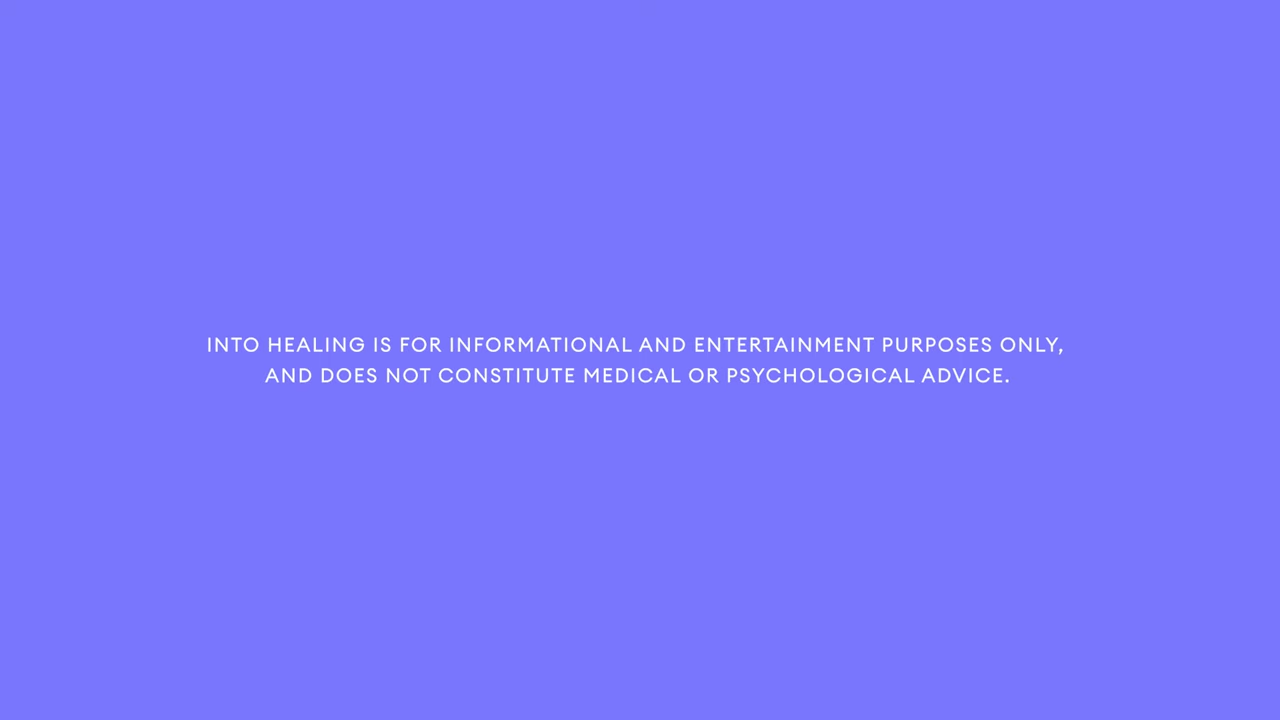 INTO HEALING IS FOR INFORMATIONAL AND ENTERTAINMENT PURPOSES ONLY,
AND DOES NOT CONSTITUTE MEDICAL OR PSYCHOLOGICAL ADVICE.